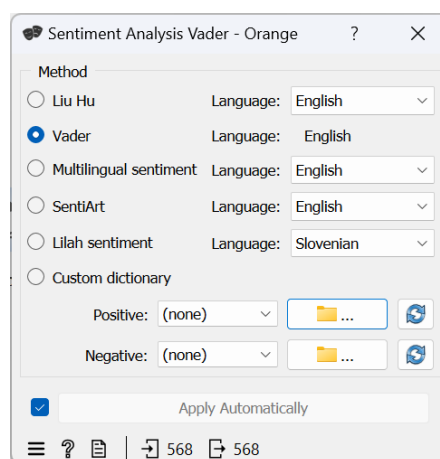 Sentiment Analysis Vader - Orange ? X
Method
Liu Hu Language: English
Vader Language: English
Multilingual sentiment Language: English
SentiArt Language: English
Lilah sentiment Language: Slovenian
Custom dictionary
Positive: (none) ...
Negative: (none) ...
Apply Automatically
? 568 568